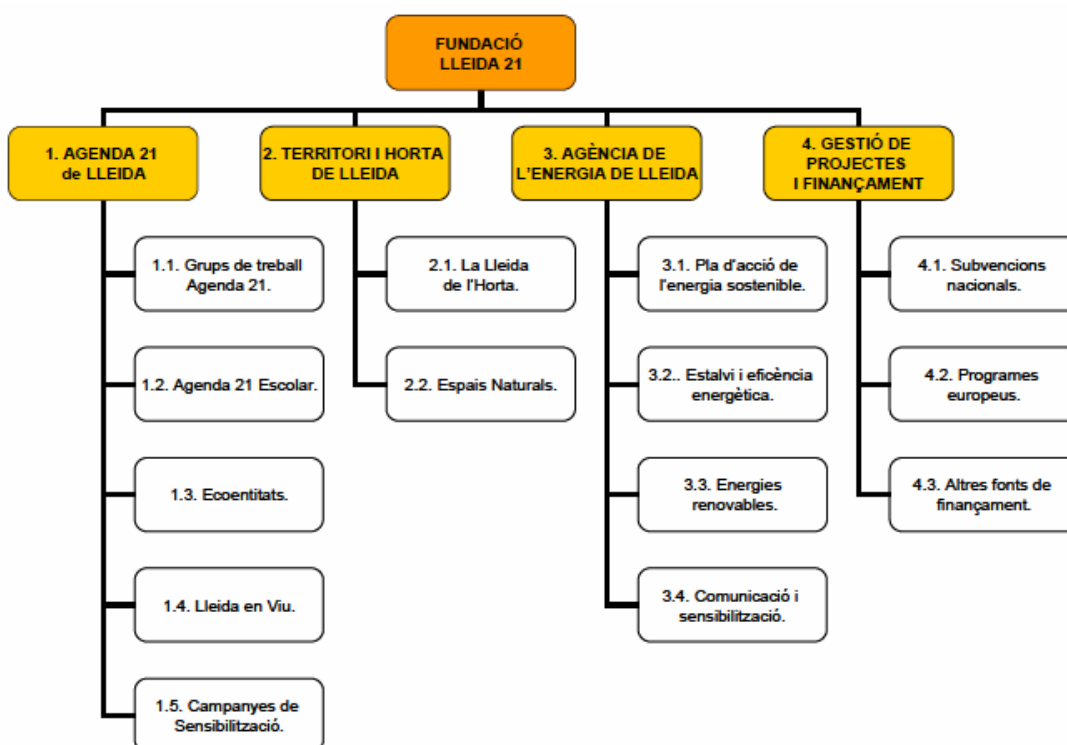 FUNDACIÓ
LLEIDA 21
1. AGENDA 21
de LLEIDA
2. TERRITORI I HORTA
DE LLEIDA
3. AGÈNCIA DE
L'ENERGIA DE LLEIDA
4. GESTIÓ DE
PROJECTES
I FINANÇAMENT
1.1. Grups de treball
Agenda 21.
1.2. Agenda 21 Escolar.
1.3. Ecoentitats.
1.4. Lleida en Viu.
1.5. Campanyes de
Sensibilització.
2.1. La Lleida
de l'Horta.
2.2. Espais Naturals.
3.1. Pla d'acció de
l'energia sostenible.
3.2.. Estalvi i eficència
energètica.
3.3. Energies
renovables.
3.4. Comunicació i
sensibilització.
4.1. Subvencions
nacionals.
4.2. Programes
europeus.
4.3. Altres fonts de
finançament.